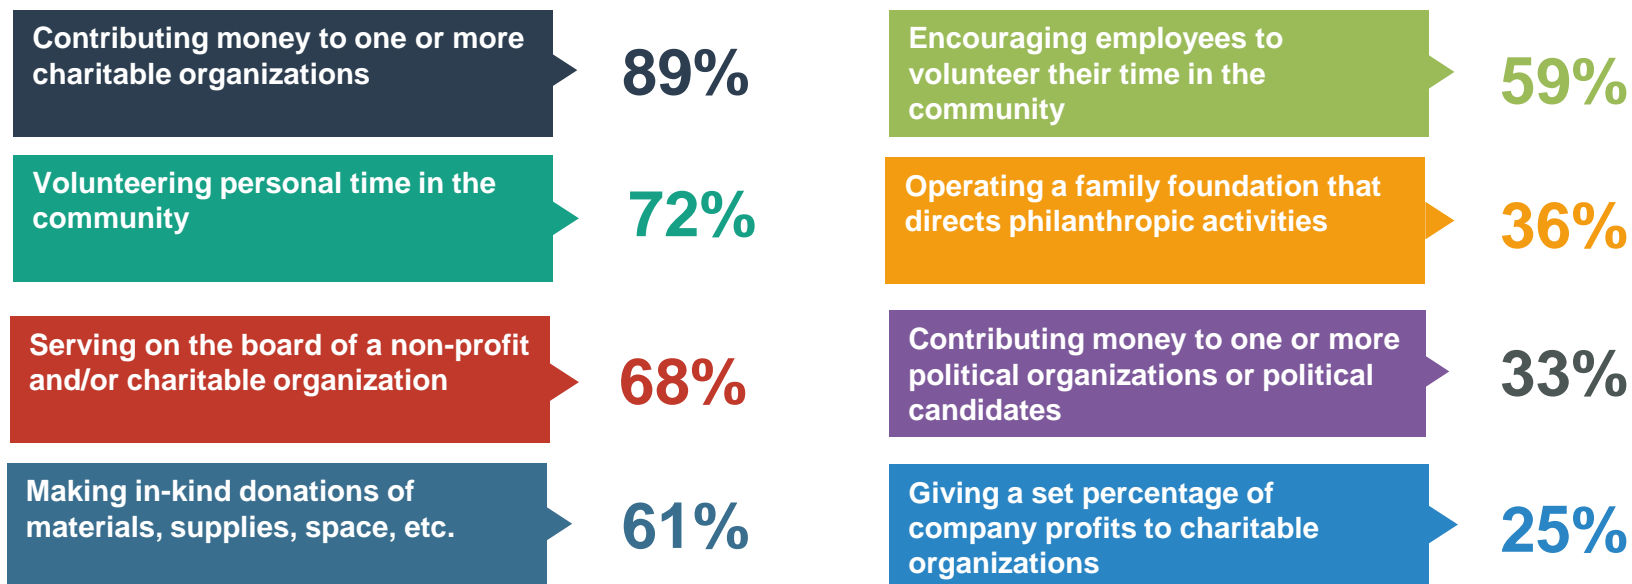 Contributing money to one or more
charitable organizations
89%
Volunteering personal time in the
community
72%
Serving on the board of a non-profit
and/or charitable organization
68%
Making in-kind donations of
materials, supplies, space, etc.
61%
Encouraging employees to
volunteer their time in the
community
59%
Operating a family foundation that
directs philanthropic activities
36%
Contributing money to one or more
political organizations or political
candidates
33%
Giving a set percentage of
company profits to charitable
organizations
25%